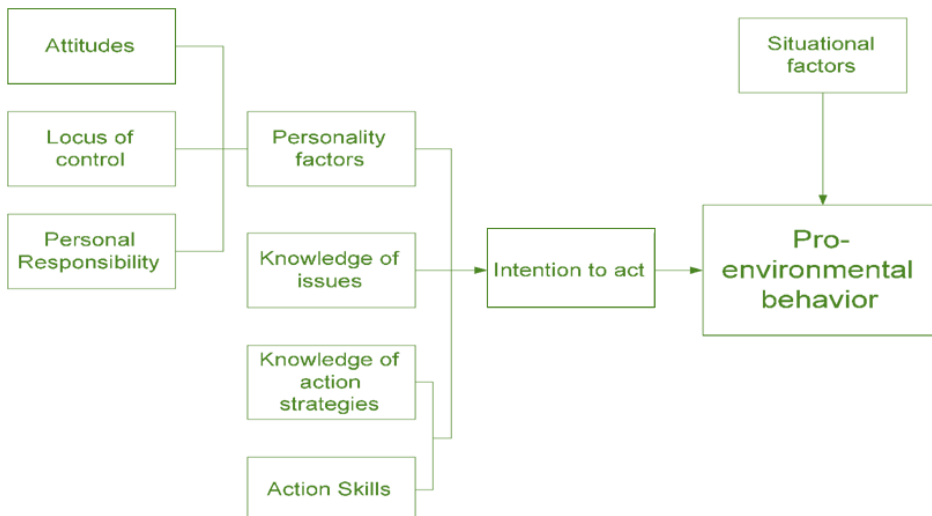 Attitudes
Locus of
control
Personal
Responsibility
Personality
factors
Knowledge of
issues
Knowledge of
action
strategies
Action Skills
Intention to act
Situational
factors
Pro-
environmental
behavior